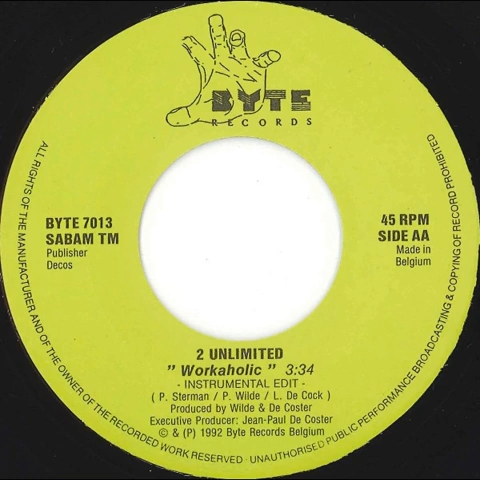 BYTE
RECORDS
BYTE 7013
SABAM TM
Publisher
Decos
45 RPM
SIDE AA
Made in
Belgium
2 UNLIMITED
" Workaholic " 3:34
- INSTRUMENTAL EDIT -
( P. Sterman / P. Wilde / L. De Cock )
Produced by Wilde & De Coster
Executive Producer: Jean-Paul De Coster
© & (P) 1992 Byte Records Belgium
ALL RIGHTS OF THE MANUFACTURER AND OF THE OWNER OF THE RECORDED WORK RESERVED - UNAUTHORISED PUBLIC PERFORMANCE BROADCASTING & COPYING OF RECORD PROHIBITED